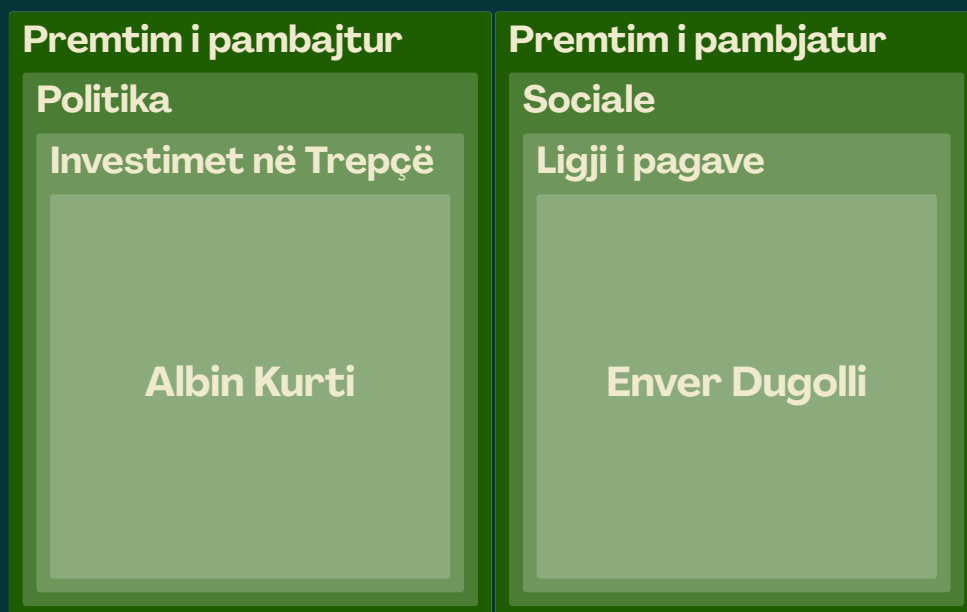 Premtim i pambajtur
Politika
Investimet në Trepçë
Albin Kurti
Premtim i pambjatur
Sociale
Ligji i pagave
Enver Dugolli